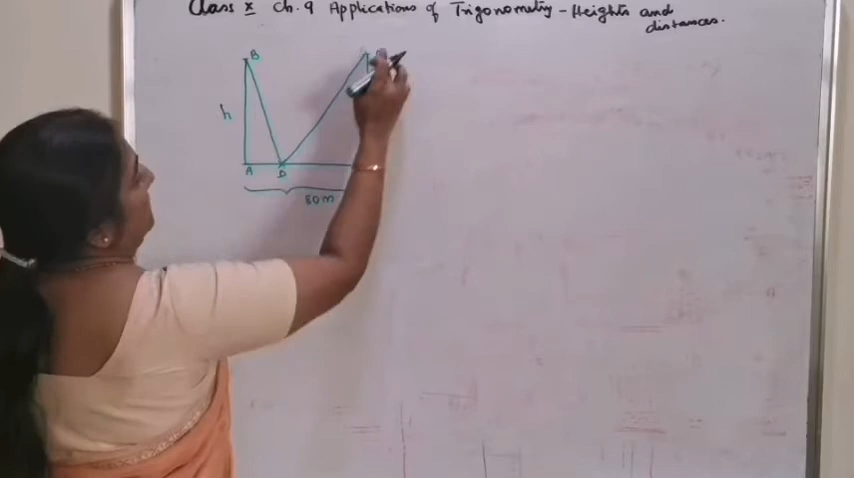 Class X Ch. 9 Applications of Trigonometry - Heights and
distances.
B
h
A D
80m